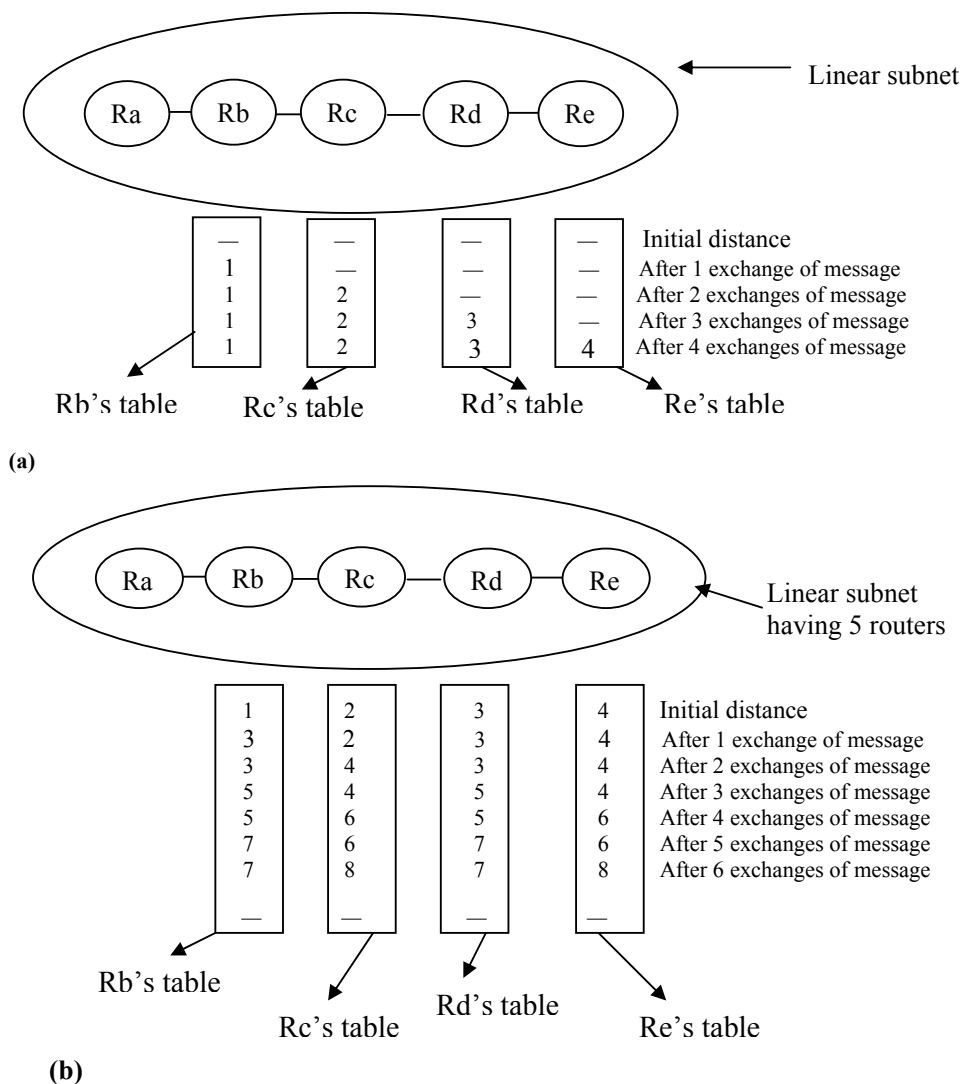 Ra Rb Rc Rd Re
Linear subnet
— — — — Initial distance
1 — — — After 1 exchange of message
1 2 — — After 2 exchanges of message
1 2 3 — After 3 exchanges of message
1 2 3 4 After 4 exchanges of message
Rb’s table Rc’s table Rd’s table Re’s table
(a)
Ra Rb Rc Rd Re
Linear subnet
having 5 routers
1 2 3 4 Initial distance
3 2 3 4 After 1 exchange of message
3 4 3 4 After 2 exchanges of message
5 4 5 4 After 3 exchanges of message
5 6 5 6 After 4 exchanges of message
7 6 7 6 After 5 exchanges of message
7 8 7 8 After 6 exchanges of message
— — — —
Rb’s table
Rc’s table
Rd’s table
Re’s table
(b)